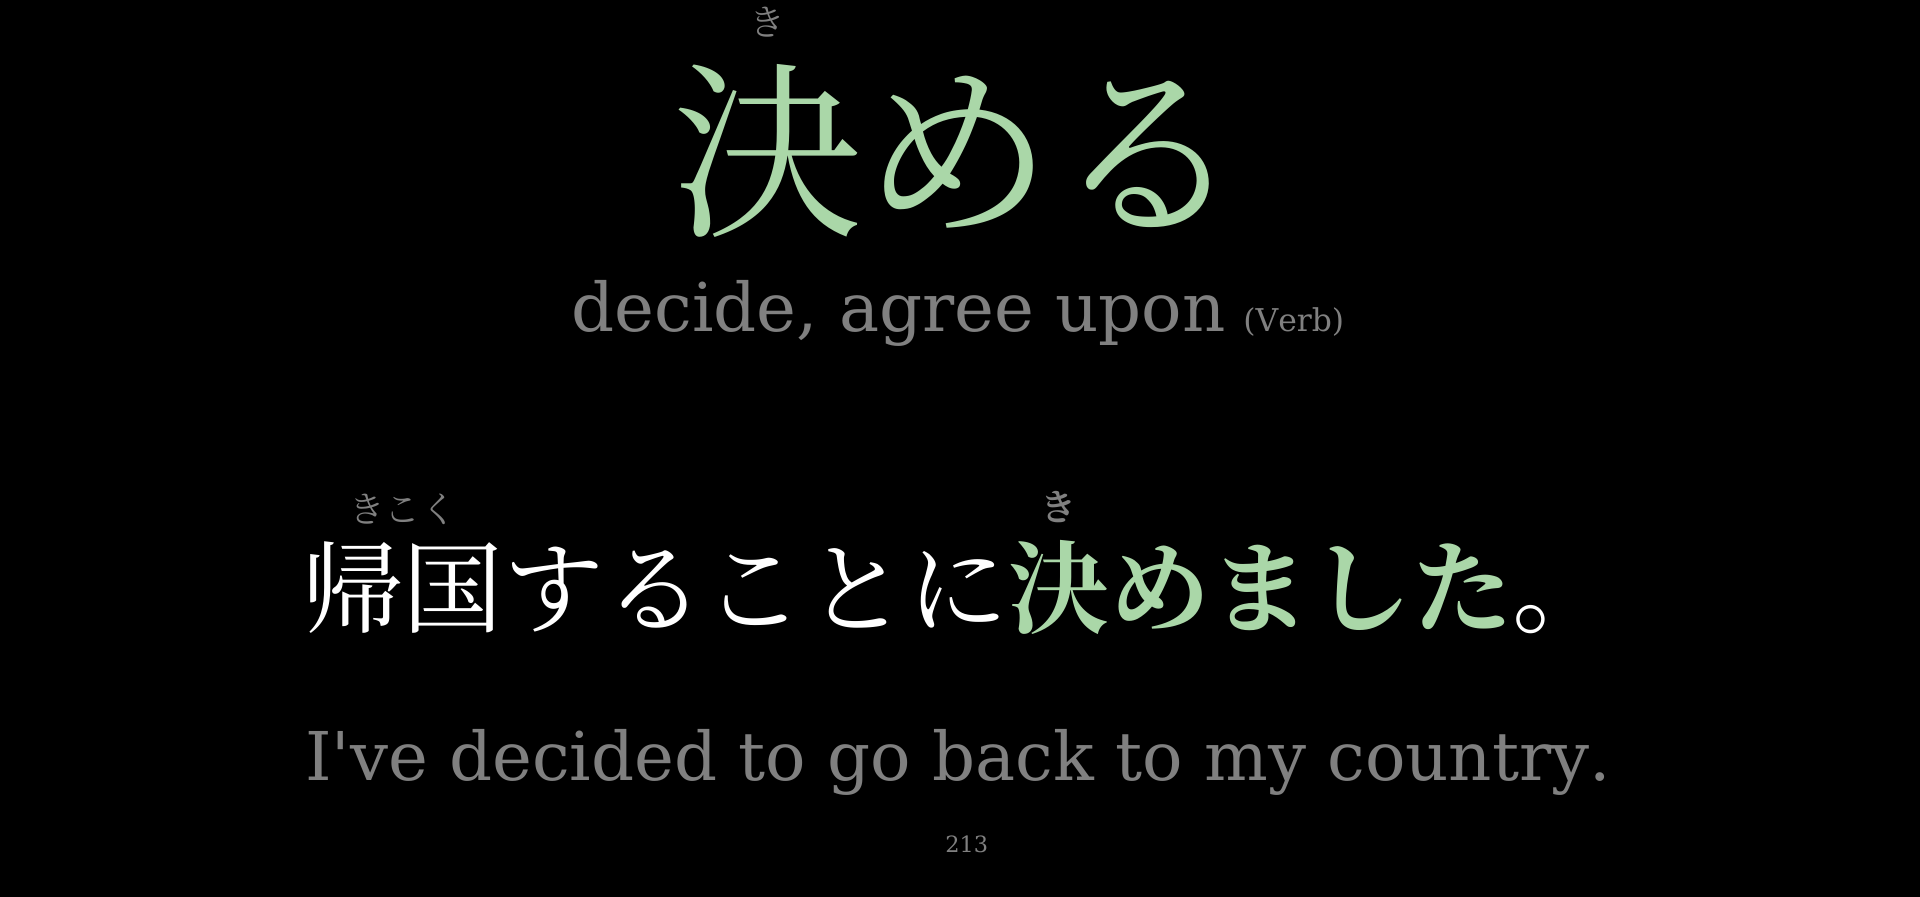 き
決める
decide, agree upon (Verb)
きこく き
帰国することに決めました。
I've decided to go back to my country.
213